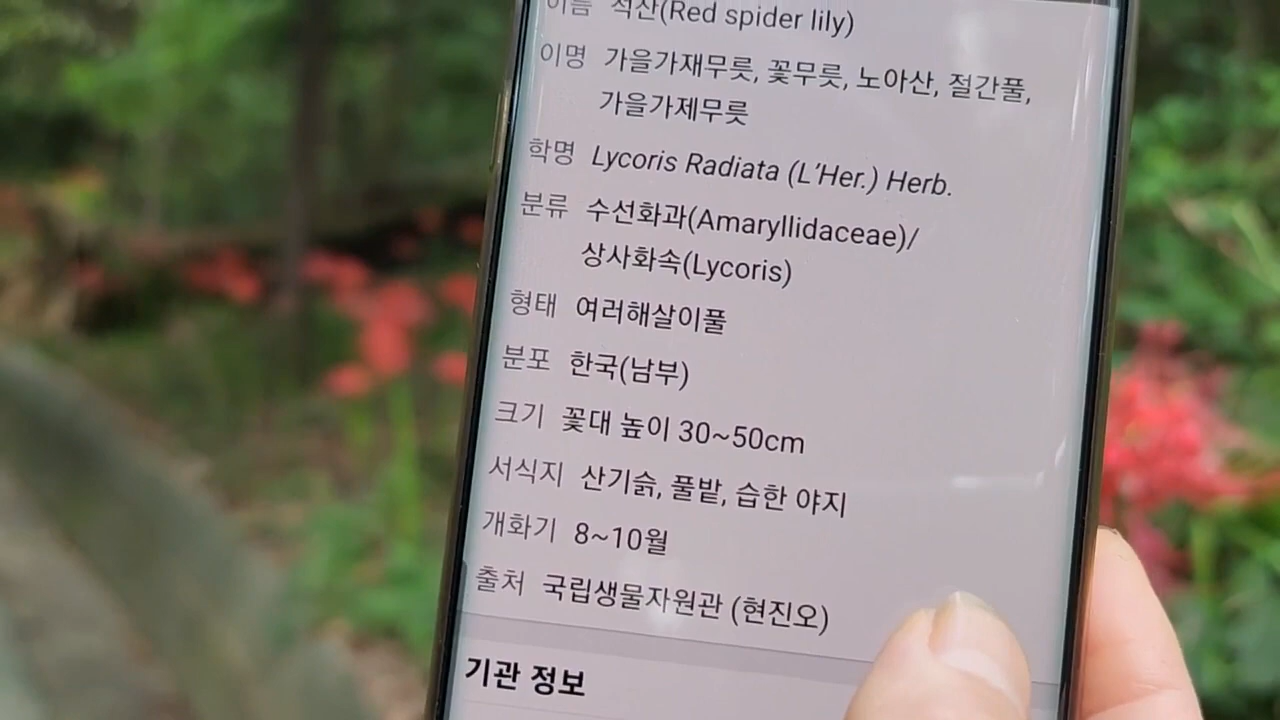 이름 석산(Red spider lily)
이명 가을가재무릇, 꽃무릇, 노아산, 절간풀,
가을가제무릇
학명 Lycoris Radiata (L’Her.) Herb.
분류 수선화과(Amaryllidaceae)/
상사화속(Lycoris)
형태 여러해살이풀
분포 한국(남부)
크기 꽃대 높이 30~50cm
서식지 산기슭, 풀밭, 습한 야지
개화기 8~10월
출처 국립생물자원관 (현진오)
기관 정보